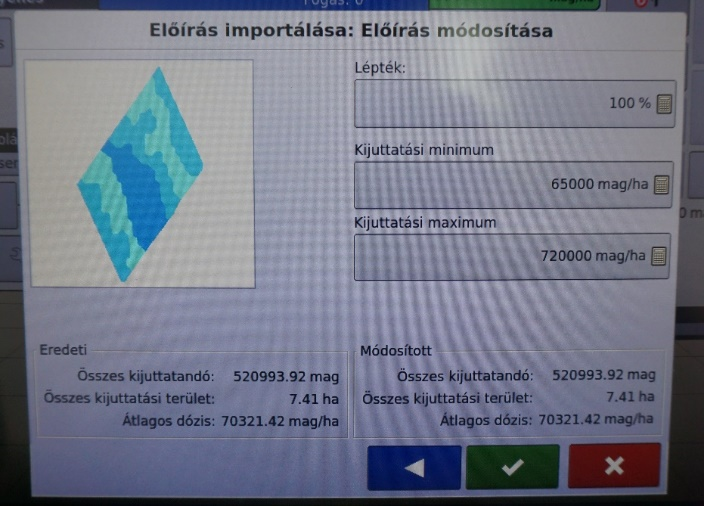 Fogás: 0
Előírás importálása: Előírás módosítása
Lépték:
100 %
Kijuttatási minimum
65000 mag/ha
Kijuttatási maximum
720000 mag/ha
Eredeti
Összes kijuttatandó: 520993.92 mag
Összes kijuttatási terület: 7.41 ha
Átlagos dózis: 70321.42 mag/ha
Módosított
Összes kijuttatandó: 520993.92 mag
Összes kijuttatási terület: 7.41 ha
Átlagos dózis: 70321.42 mag/ha